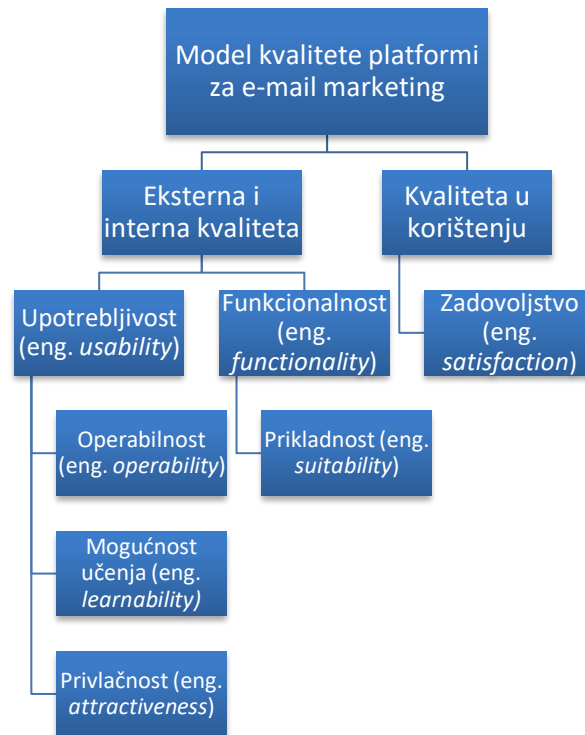 Model kvalitete platformi
za e-mail marketing
Eksterna i
interna kvaliteta
Kvaliteta u
korištenju
Upotrebljivost
(eng. usability)
Funkcionalnost
(eng.
functionality)
Zadovoljstvo
(eng.
satisfaction)
Operabilnost
(eng. operability)
Prikladnost (eng.
suitability)
Mogućnost
učenja (eng.
learnability)
Privlačnost (eng.
attractiveness)